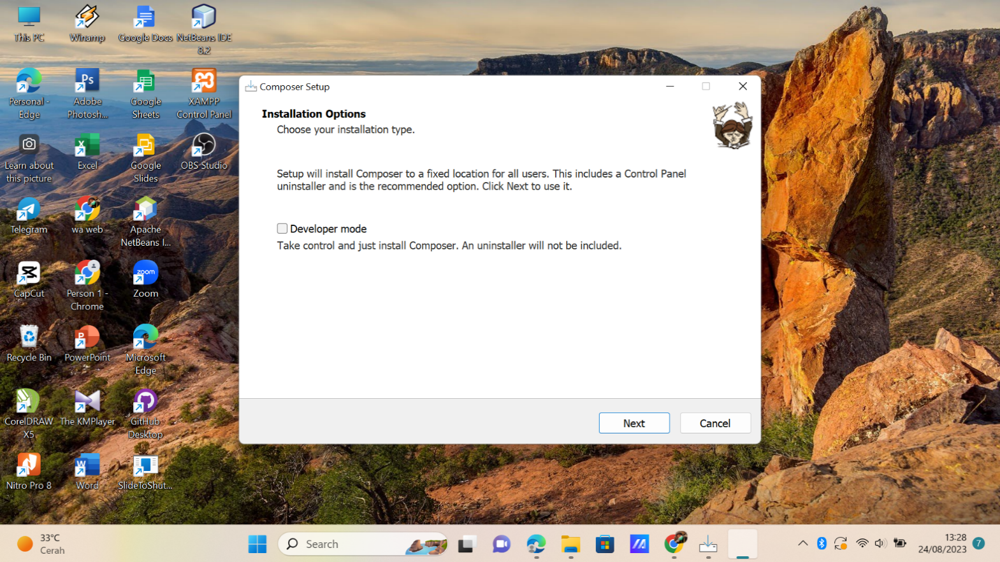 This PC
Winamp
Google Docs
NetBeans IDE
8.2
Personal -
Edge
Ps
Adobe
Photosh...
Google
Sheets
XAMPP
Control Panel
Learn about
this picture
X
Excel
Google
Slides
OBS Studio
Telegram
wa web
Apache
NetBeans I...
CapCut
Person 1 -
Chrome
zoom
Zoom
Recycle Bin
P
PowerPoint
Microsoft
Edge
CorelDRAW
X5
The KMPlayer
GitHub
Desktop
Nitro Pro 8
W
Word
SlideToShut...
Composer Setup
Installation Options
Choose your installation type.
Setup will install Composer to a fixed location for all users. This includes a Control Panel
uninstaller and is the recommended option. Click Next to use it.
Developer mode
Take control and just install Composer. An uninstaller will not be included.
Next
Cancel
33°C
Cerah
Search
13:28
24/08/2023
7